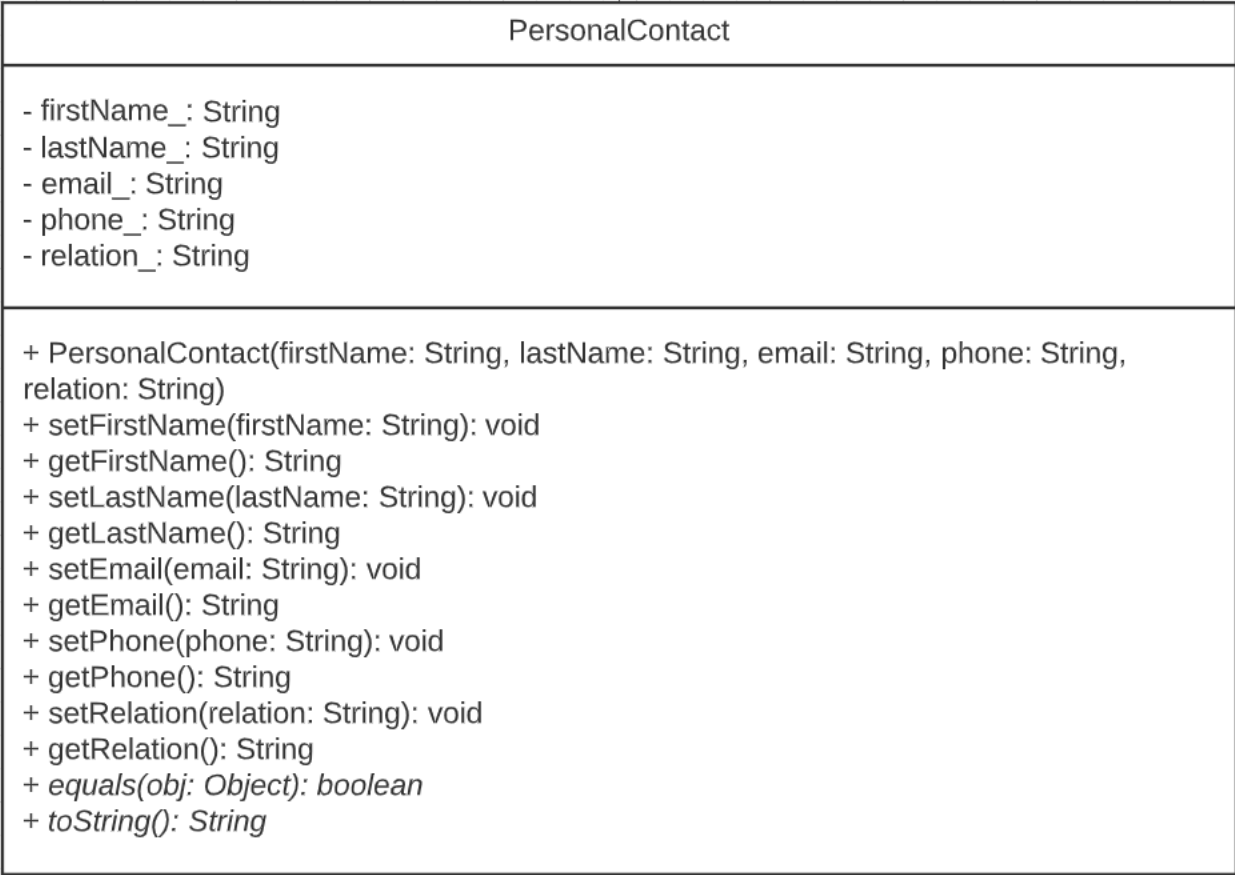 PersonalContact
- firstName_: String
- lastName_: String
- email_: String
- phone_: String
- relation_: String
+ PersonalContact(firstName: String, lastName: String, email: String, phone: String,
relation: String)
+ setFirstName(firstName: String): void
+ getFirstName(): String
+ setLastName(lastName: String): void
+ getLastName(): String
+ setEmail(email: String): void
+ getEmail(): String
+ setPhone(phone: String): void
+ getPhone(): String
+ setRelation(relation: String): void
+ getRelation(): String
+ equals(obj: Object): boolean
+ toString(): String